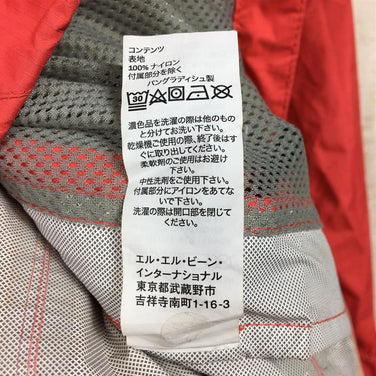 コンテンツ
表地
100% ナイロン
付属部分を除く
バングラディシュ製
30
濃色品を洗濯の際は他のもの
と分けてお洗い下さい。
乾燥機ご使用の際、終了後はす
ぐに取り出してください。
柔軟剤のご使用はお避け
下さい。
中性洗剤をご使用ください。
付属部分にアイロンをあてな
いで下さい。
洗濯の際は開口部を閉じて
ください。
エル・エル・ビーン・
インターナショナル
東京都武蔵野市
吉祥寺南町1-16-3